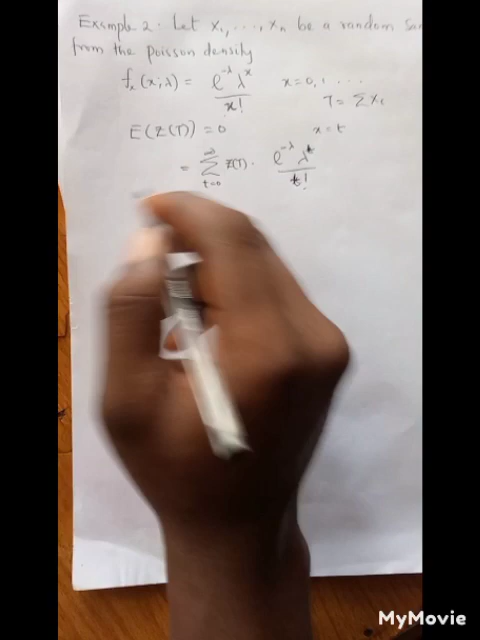 Example 2. Let x₁, ..., xₙ be a random
from the poisson density
fₓ(x;λ) = e^{-λ} λ^x / x! x=0,1 ....
T = Σxᵢ
E(Z(T)) = 0 x=t
= Σ_{t=0}^{∞} Z(T). e^{-λ} λ^t / t!
MyMovie